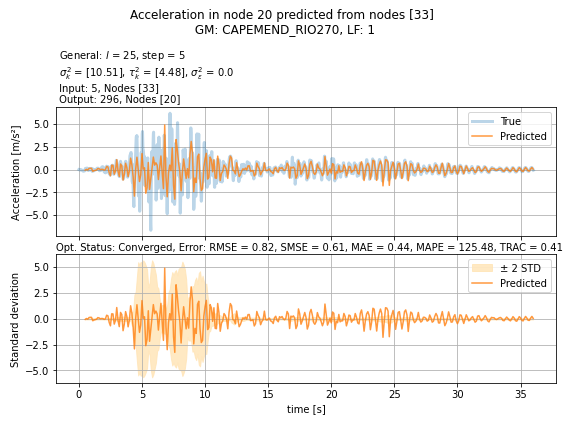 Acceleration in node 20 predicted from nodes [33]
GM: CAPEMEND_RIO270, LF: 1
General: l = 25, step = 5
σ²ₖ = [10.51], τ²ₖ = [4.48], σ²ₑ = 0.0
Input: 5, Nodes [33]
Output: 296, Nodes [20]
Acceleration [m/s²]
5.0
2.5
0.0
−2.5
−5.0
True
Predicted
Opt. Status: Converged, Error: RMSE = 0.82, SMSE = 0.61, MAE = 0.44, MAPE = 125.48, TRAC = 0.41
Standard deviation
5.0
2.5
0.0
−2.5
−5.0
± 2 STD
Predicted
0 5 10 15 20 25 30 35
time [s]